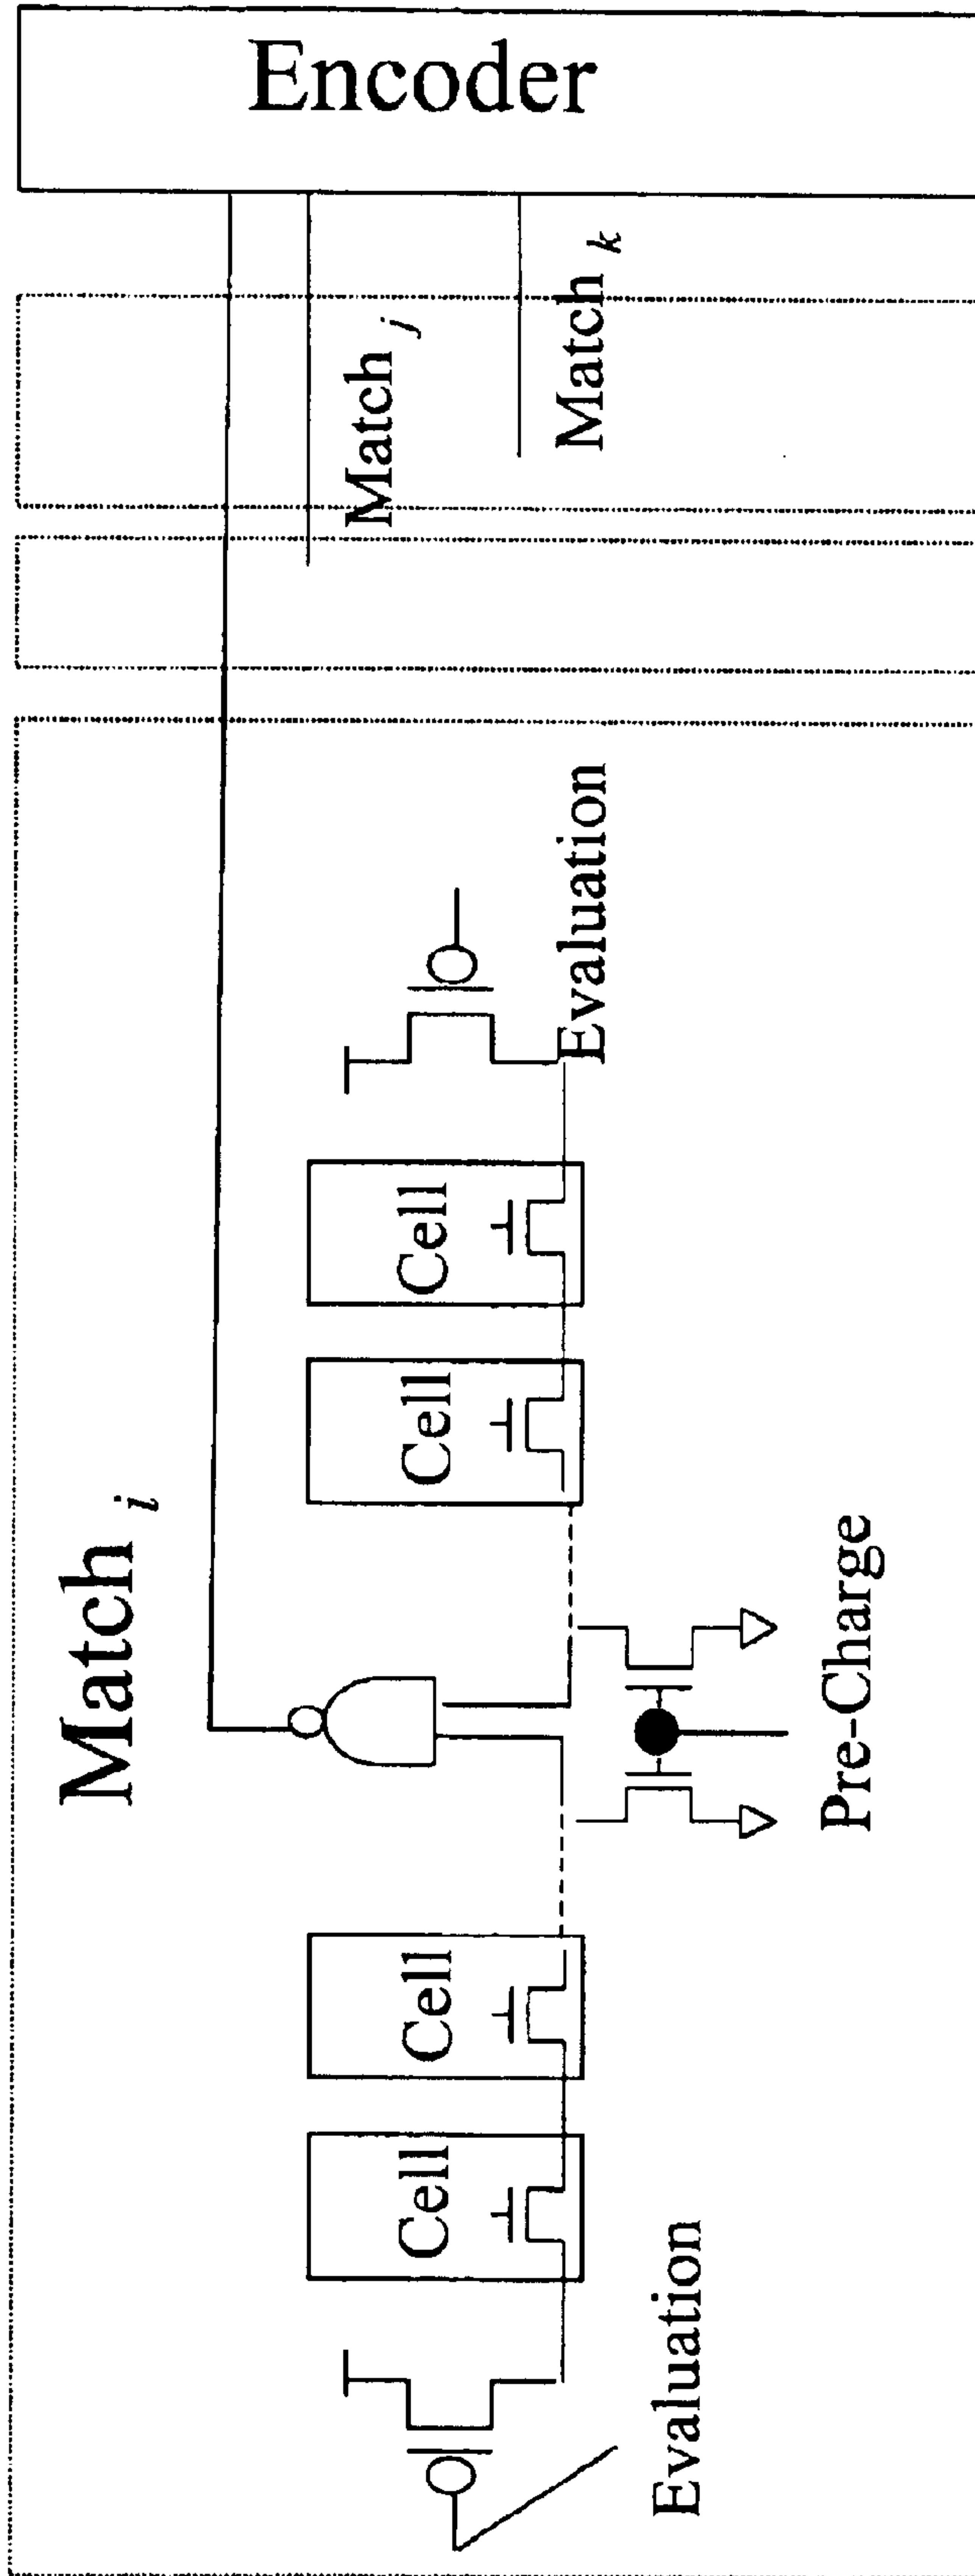 Encoder
Match k
Match j
Evaluation
Cell
Cell
Match i
Pre-Charge
Cell
Cell
Evaluation